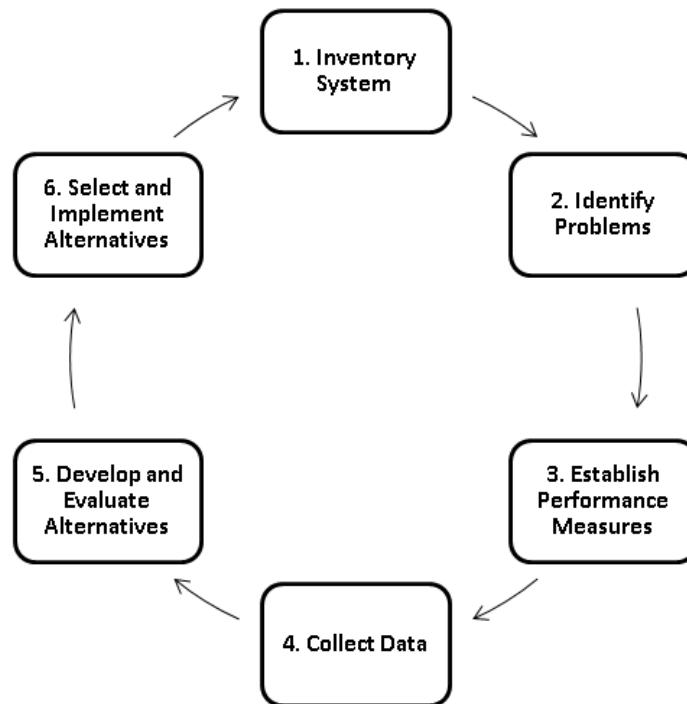 1. Inventory
System
2. Identify
Problems
3. Establish
Performance
Measures
4. Collect Data
5. Develop and
Evaluate
Alternatives
6. Select and
Implement
Alternatives